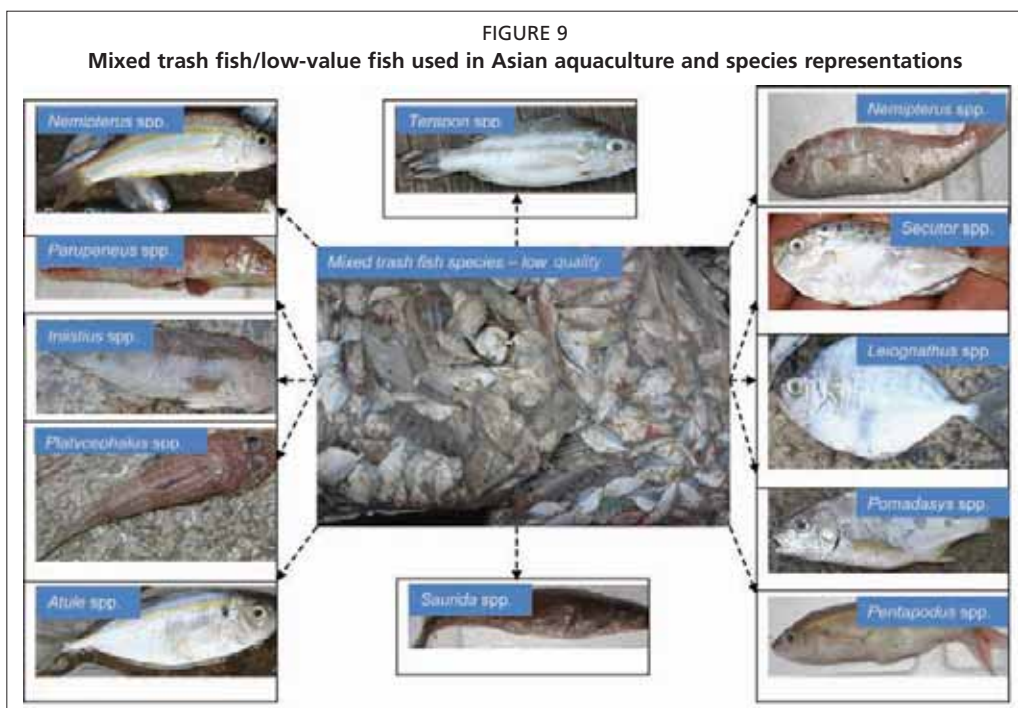 FIGURE 9
Mixed trash fish/low-value fish used in Asian aquaculture and species representations
Nemipterus spp.
Terapon spp.
Nemipterus spp.
Parupeneus spp.
Secutor spp.
Mixed trash fish species – low quality
Iniistius spp.
Leiognathus spp.
Platycephalus spp.
Pomadasys spp.
Atule spp.
Saurida spp.
Pentapodus spp.